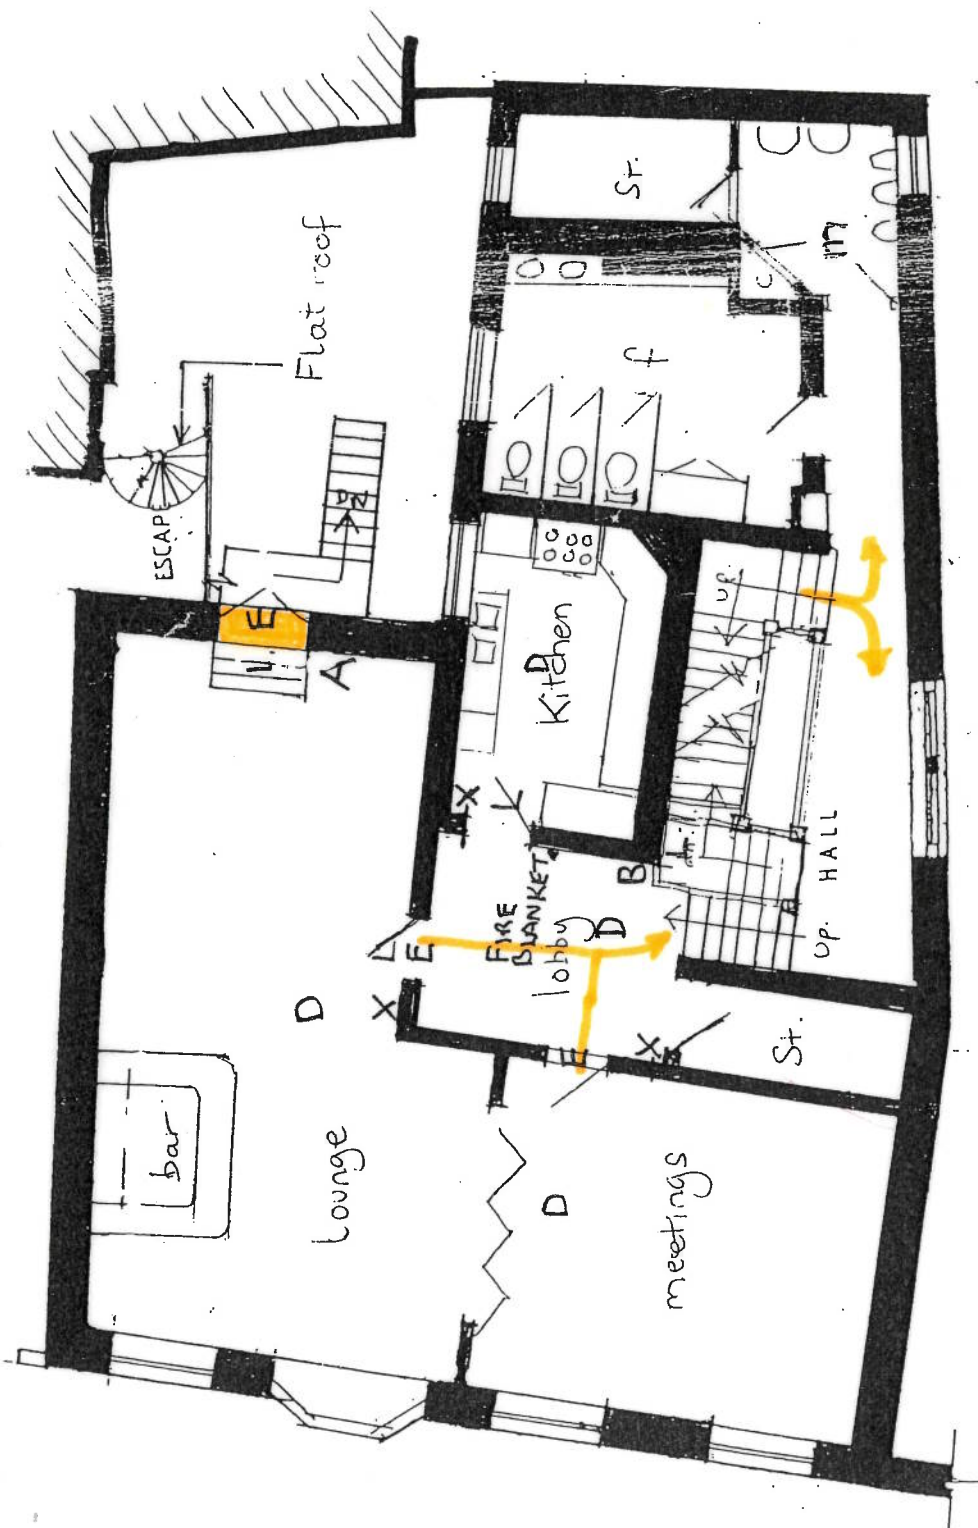 Flat roof
ESCAPE
DN
E
L
A
St.
C
m
f
Kitchen
D
X
L
up.
FIRE
BLANKET
lobby
D
B
L
E
X
HALL
up.
E
X
St.
D
bar
lounge
D
meetings